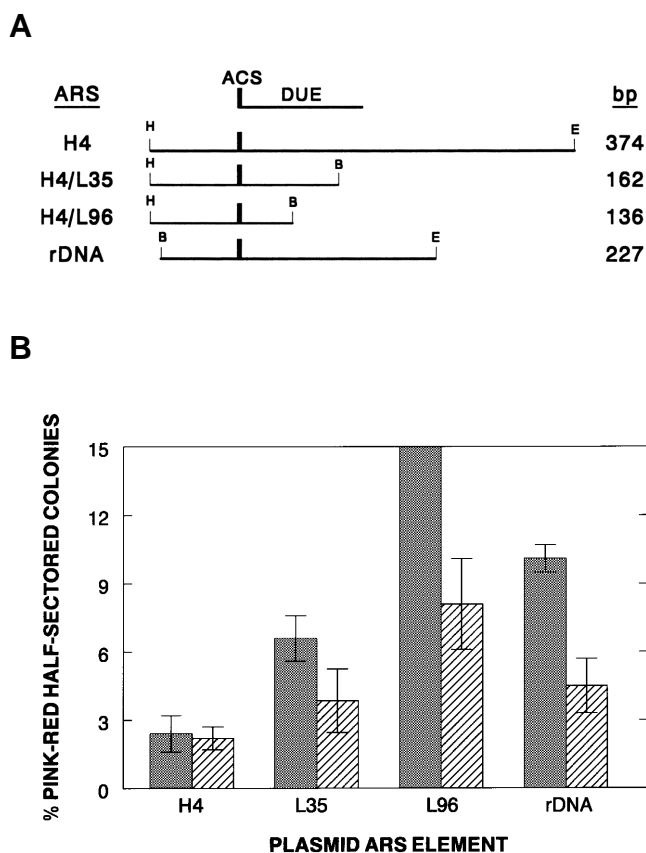 A
ACS
ARS DUE bp
H4 H E 374
H4/L35 H B 162
H4/L96 H B 136
rDNA B E 227
B
% PINK-RED HALF-SECTORED COLONIES
15
12
9
6
3
0
H4 L35 L96 rDNA
PLASMID ARS ELEMENT